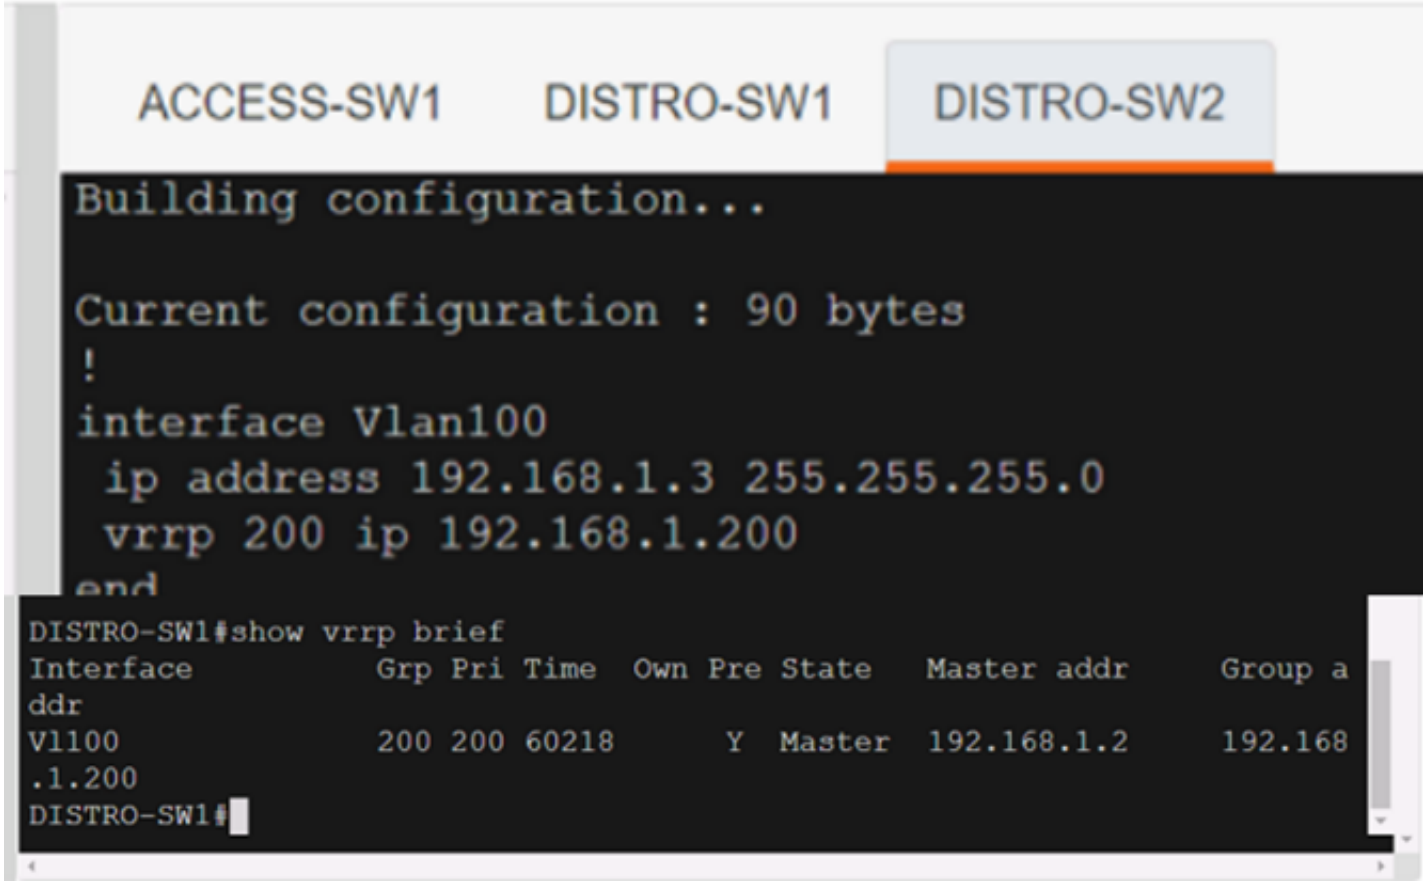 ACCESS-SW1 DISTRO-SW1 DISTRO-SW2
Building configuration...
Current configuration : 90 bytes
!
interface Vlan100
ip address 192.168.1.3 255.255.255.0
vrrp 200 ip 192.168.1.200
end
DISTRO-SW1#show vrrp brief
Interface Grp Pri Time Own Pre State Master addr Group a
ddr
Vl100 200 200 60218 Y Master 192.168.1.2 192.168
.1.200
DISTRO-SW1#